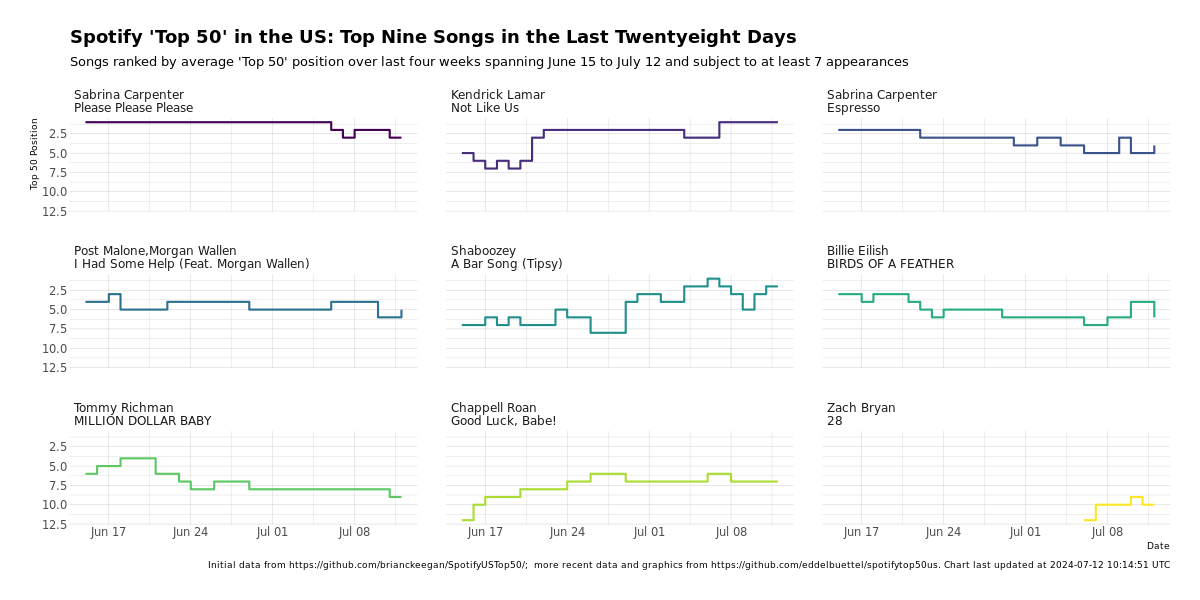 Spotify 'Top 50' in the US: Top Nine Songs in the Last Twentyeight Days
Songs ranked by average 'Top 50' position over last four weeks spanning June 15 to July 12 and subject to at least 7 appearances
Sabrina Carpenter
Please Please Please
Kendrick Lamar
Not Like Us
Sabrina Carpenter
Espresso
Top 50 Position
2.5
5.0
7.5
10.0
12.5
Post Malone,Morgan Wallen
I Had Some Help (Feat. Morgan Wallen)
Shaboozey
A Bar Song (Tipsy)
Billie Eilish
BIRDS OF A FEATHER
2.5
5.0
7.5
10.0
12.5
Tommy Richman
MILLION DOLLAR BABY
Chappell Roan
Good Luck, Babe!
Zach Bryan
28
2.5
5.0
7.5
10.0
12.5
Jun 17 Jun 24 Jul 01 Jul 08
Jun 17 Jun 24 Jul 01 Jul 08
Jun 17 Jun 24 Jul 01 Jul 08
Date
Initial data from https://github.com/brianckeegan/SpotifyUSTop50/;  more recent data and graphics from https://github.com/eddelbuettel/spotifytop50us. Chart last updated at 2024-07-12 10:14:51 UTC